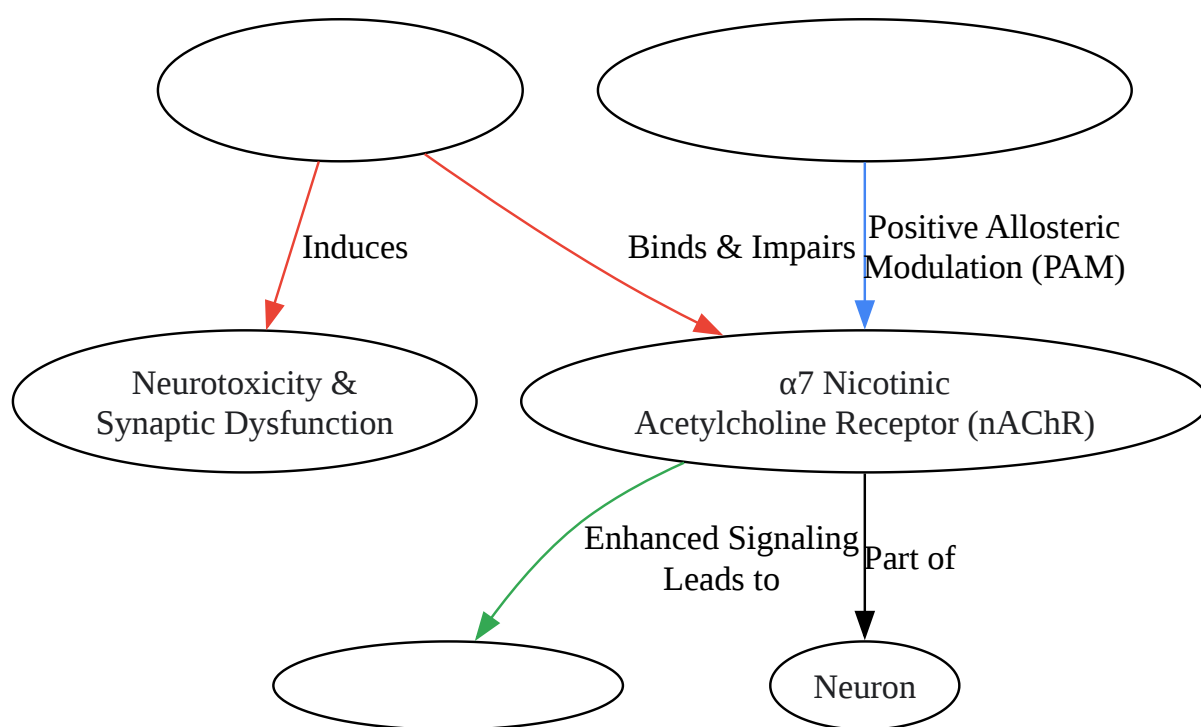 Induces
Binds & Impairs
Positive Allosteric
Modulation (PAM)
Neurotoxicity &
Synaptic Dysfunction
α7 Nicotinic
Acetylcholine Receptor (nAChR)
Enhanced Signaling
Leads to
Part of
Neuron